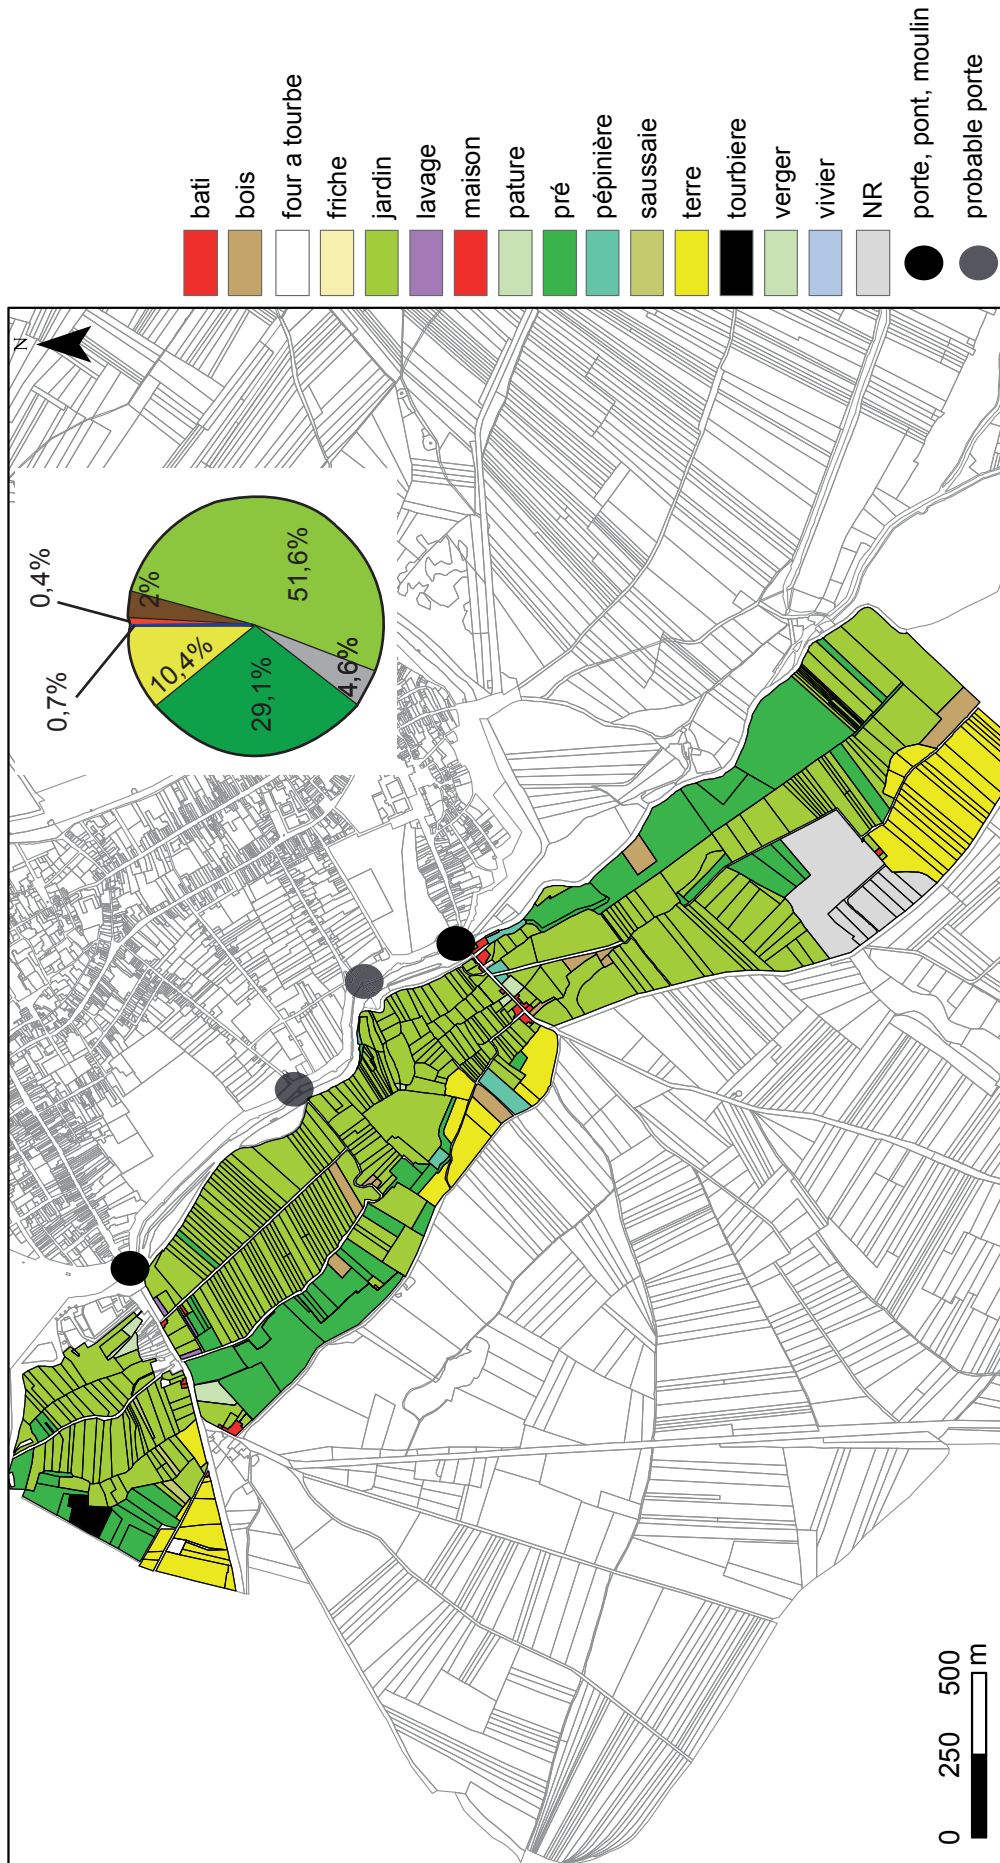 N
0,7%
0,4%
2%
10,4%
51,6%
29,1%
4,6%
bati
bois
four a tourbe
friche
jardin
lavage
maison
pature
pré
pépinière
saussaie
terre
tourbiere
verger
vivier
NR
porte, pont, moulin
probable porte
0 250 500
m